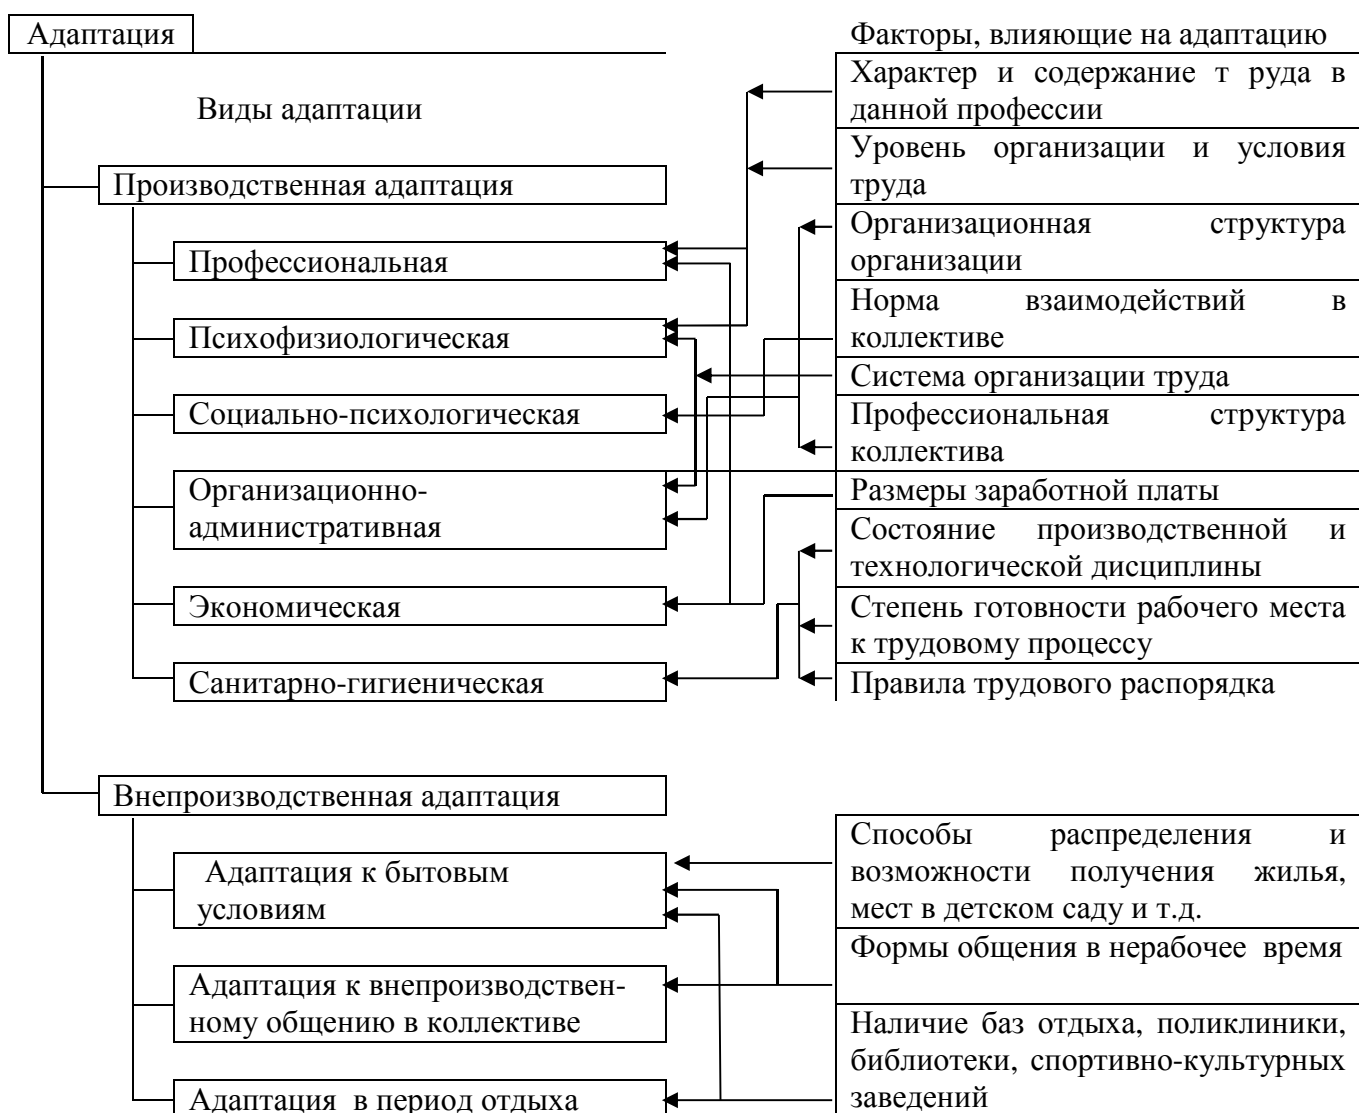 Адаптация
Виды адаптации
Производственная адаптация
Профессиональная
Психофизиологическая
Социально-психологическая
Организационно-
административная
Экономическая
Санитарно-гигиеническая
Внепроизводственная адаптация
Адаптация к бытовым
условиям
Адаптация к внепроизводствен-
ному общению в коллективе
Адаптация в период отдыха
Факторы, влияющие на адаптацию
Характер и содержание т руда в
данной профессии
Уровень организации и условия
труда
Организационная структура
организации
Норма взаимодействий в
коллективе
Система организации труда
Профессиональная структура
коллектива
Размеры заработной платы
Состояние производственной и
технологической дисциплины
Степень готовности рабочего места
к трудовому процессу
Правила трудового распорядка
Способы распределения и
возможности получения жилья,
мест в детском саду и т.д.
Формы общения в нерабочее время
Наличие баз отдыха, поликлиники,
библиотеки, спортивно-культурных
заведений